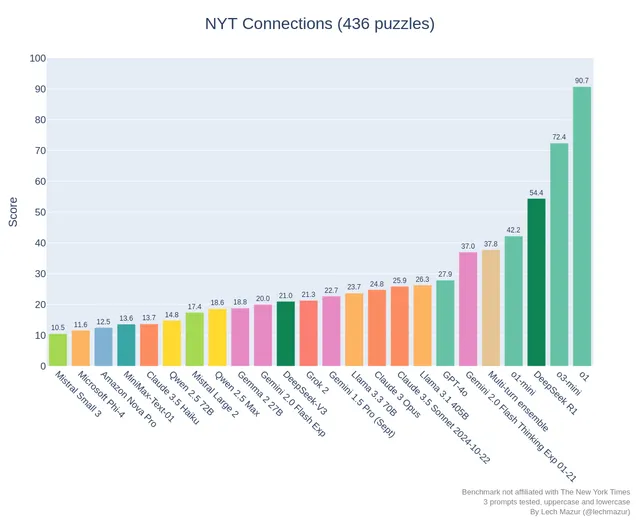 NYT Connections (436 puzzles)
Score
100
90
80
70
60
50
40
30
20
10
0
10.5
11.6
12.5
13.6
13.7
14.8
17.4
18.6
18.8
20.0
21.0
21.3
22.7
23.7
24.8
25.9
26.3
27.9
37.0
37.8
42.2
54.4
72.4
90.7
Mistral Small 3
Microsoft Phi-4
Amazon Nova Pro
MiniMax-Text-01
Claude 3.5 Haiku
Qwen 2.5 72B
Mistral Large 2
Qwen 2.5 Max
Gemma 2 27B
Gemini 2.0 Flash Exp
DeepSeek-V3
Grok 2
Gemini 1.5 Pro (Sept)
Llama 3.3 70B
Claude 3 Opus
Claude 3.5 Sonnet 2024-10-22
Llama 3.1 405B
GPT-4o
Gemini 2.0 Flash Thinking Exp 01-21
Multi-turn ensemble
o1-mini
DeepSeek R1
o3-mini
o1
Benchmark not affiliated with The New York Times
3 prompts tested, uppercase and lowercase
By Lech Mazur (@lechmazur)